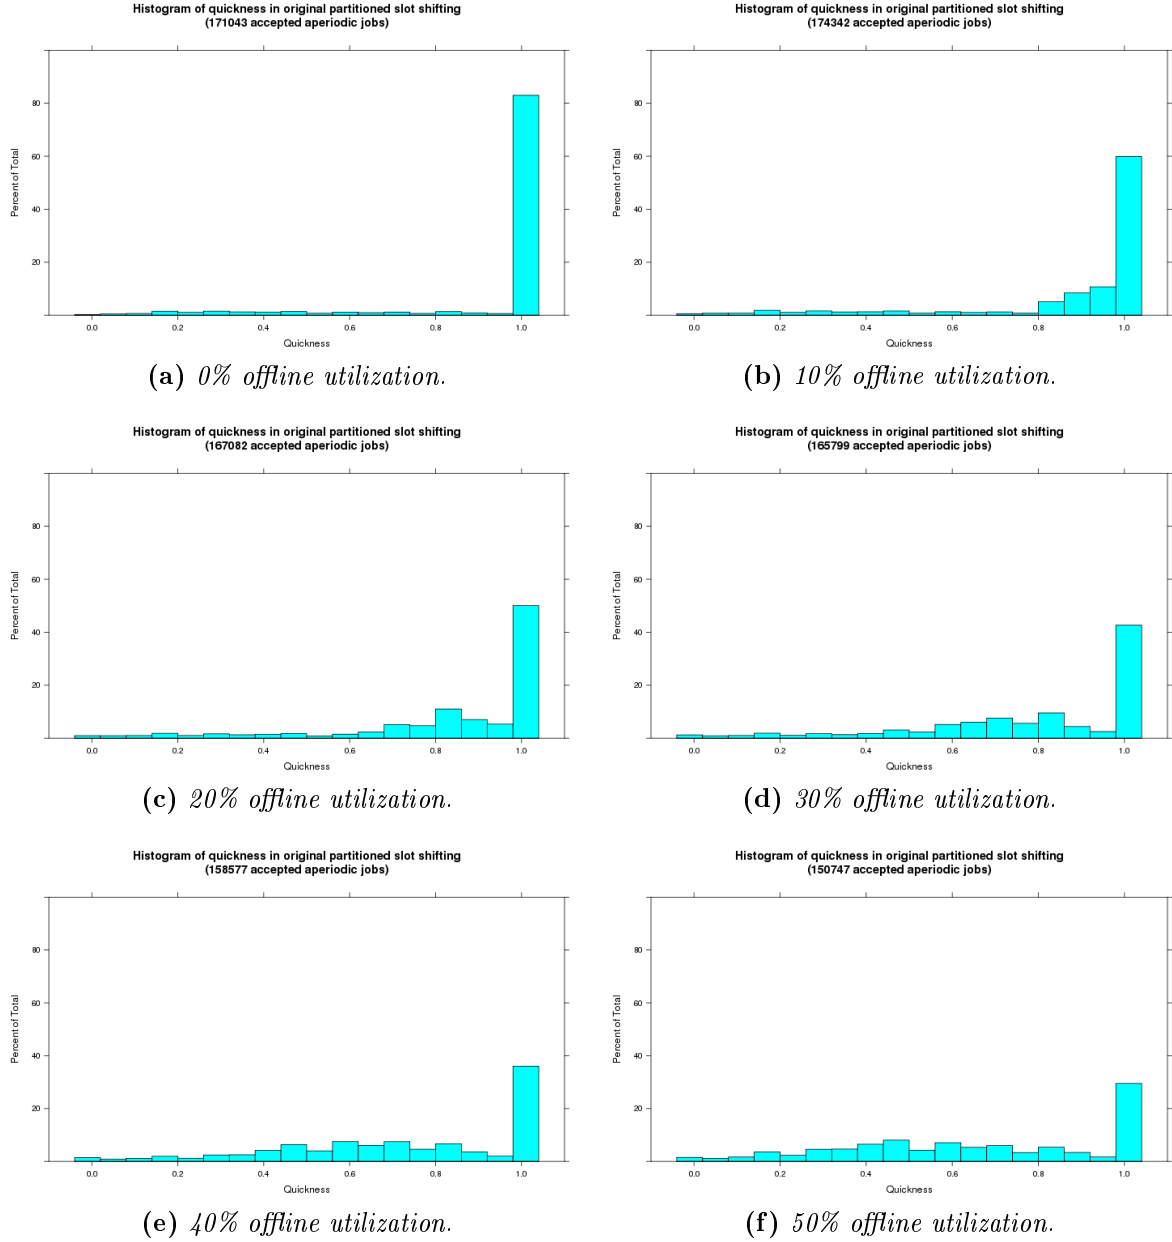 Histogram of quickness in original partitioned slot shifting
(171043 accepted aperiodic jobs)
Percent of Total
80
60
40
20
0.0 0.2 0.4 0.6 0.8 1.0
Quickness
(a) 0% offline utilization.
Histogram of quickness in original partitioned slot shifting
(174342 accepted aperiodic jobs)
Percent of Total
80
60
40
20
0.0 0.2 0.4 0.6 0.8 1.0
Quickness
(b) 10% offline utilization.
Histogram of quickness in original partitioned slot shifting
(167082 accepted aperiodic jobs)
Percent of Total
80
60
40
20
0.0 0.2 0.4 0.6 0.8 1.0
Quickness
(c) 20% offline utilization.
Histogram of quickness in original partitioned slot shifting
(165799 accepted aperiodic jobs)
Percent of Total
80
60
40
20
0.0 0.2 0.4 0.6 0.8 1.0
Quickness
(d) 30% offline utilization.
Histogram of quickness in original partitioned slot shifting
(158577 accepted aperiodic jobs)
Percent of Total
80
60
40
20
0.0 0.2 0.4 0.6 0.8 1.0
Quickness
(e) 40% offline utilization.
Histogram of quickness in original partitioned slot shifting
(150747 accepted aperiodic jobs)
Percent of Total
80
60
40
20
0.0 0.2 0.4 0.6 0.8 1.0
Quickness
(f) 50% offline utilization.